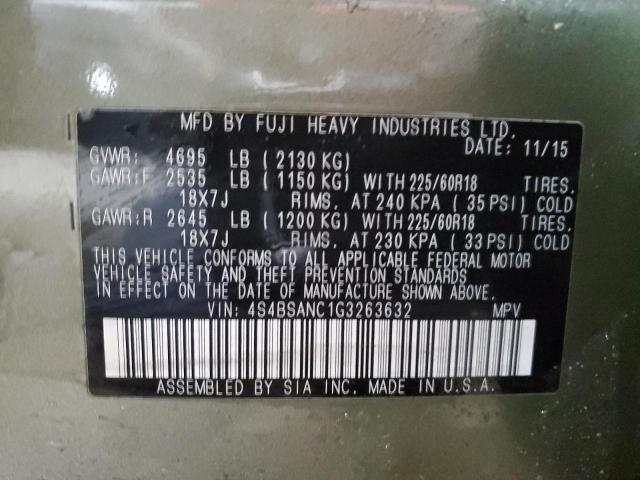 MFD BY FUJI HEAVY INDUSTRIES LTD.
DATE: 11/15
GVWR: 4695 LB ( 2130 KG)
GAWR:F 2535 LB ( 1150 KG) WITH 225/60R18 TIRES.
18X7J RIMS. AT 240 KPA ( 35 PSI) COLD
GAWR:R 2645 LB ( 1200 KG) WITH 225/60R18 TIRES.
18X7J RIMS. AT 230 KPA ( 33 PSI) COLD
THIS VEHICLE CONFORMS TO ALL APPLICABLE FEDERAL MOTOR
VEHICLE SAFETY AND THEFT PREVENTION STANDARDS
IN EFFECT ON THE DATE OF MANUFACTURE SHOWN ABOVE.
VIN: 4S4BSANC1G3263632 MPV
ASSEMBLED BY SIA INC. MADE IN U.S.A.